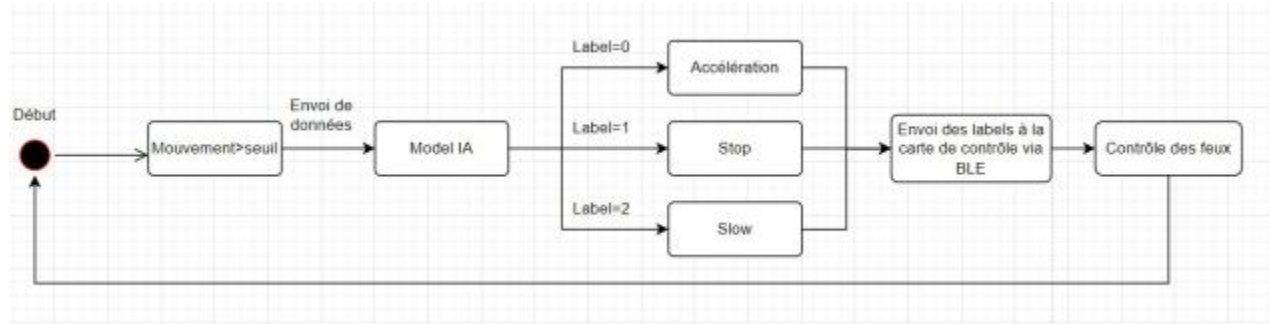 Début
Mouvement>seuil
Envoi de
données
Model IA
Label=0
Accélération
Label=1
Stop
Label=2
Slow
Envoi des labels à la
carte de contrôle via
BLE
Contrôle des feux